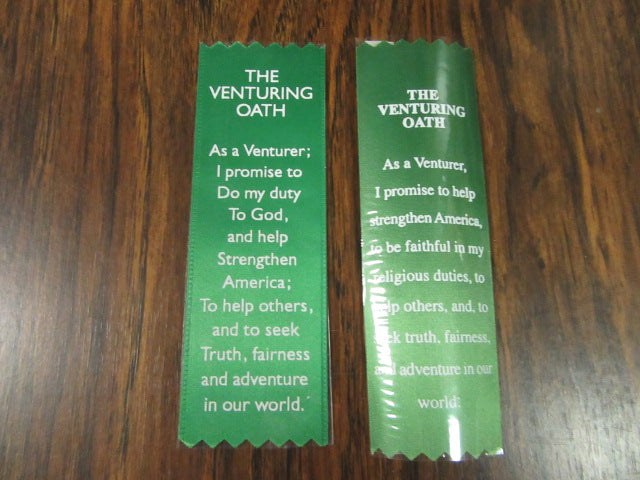 THE
VENTURING
OATH
As a Venturer;
I promise to
Do my duty
To God,
and help
Strengthen
America;
To help others,
and to seek
Truth, fairness
and adventure
in our world.
THE
VENTURING
OATH
As a Venturer,
I promise to help
strengthen America,
to be faithful in my
religious duties, to
help others, and, to
seek truth, fairness,
and adventure in our
world.